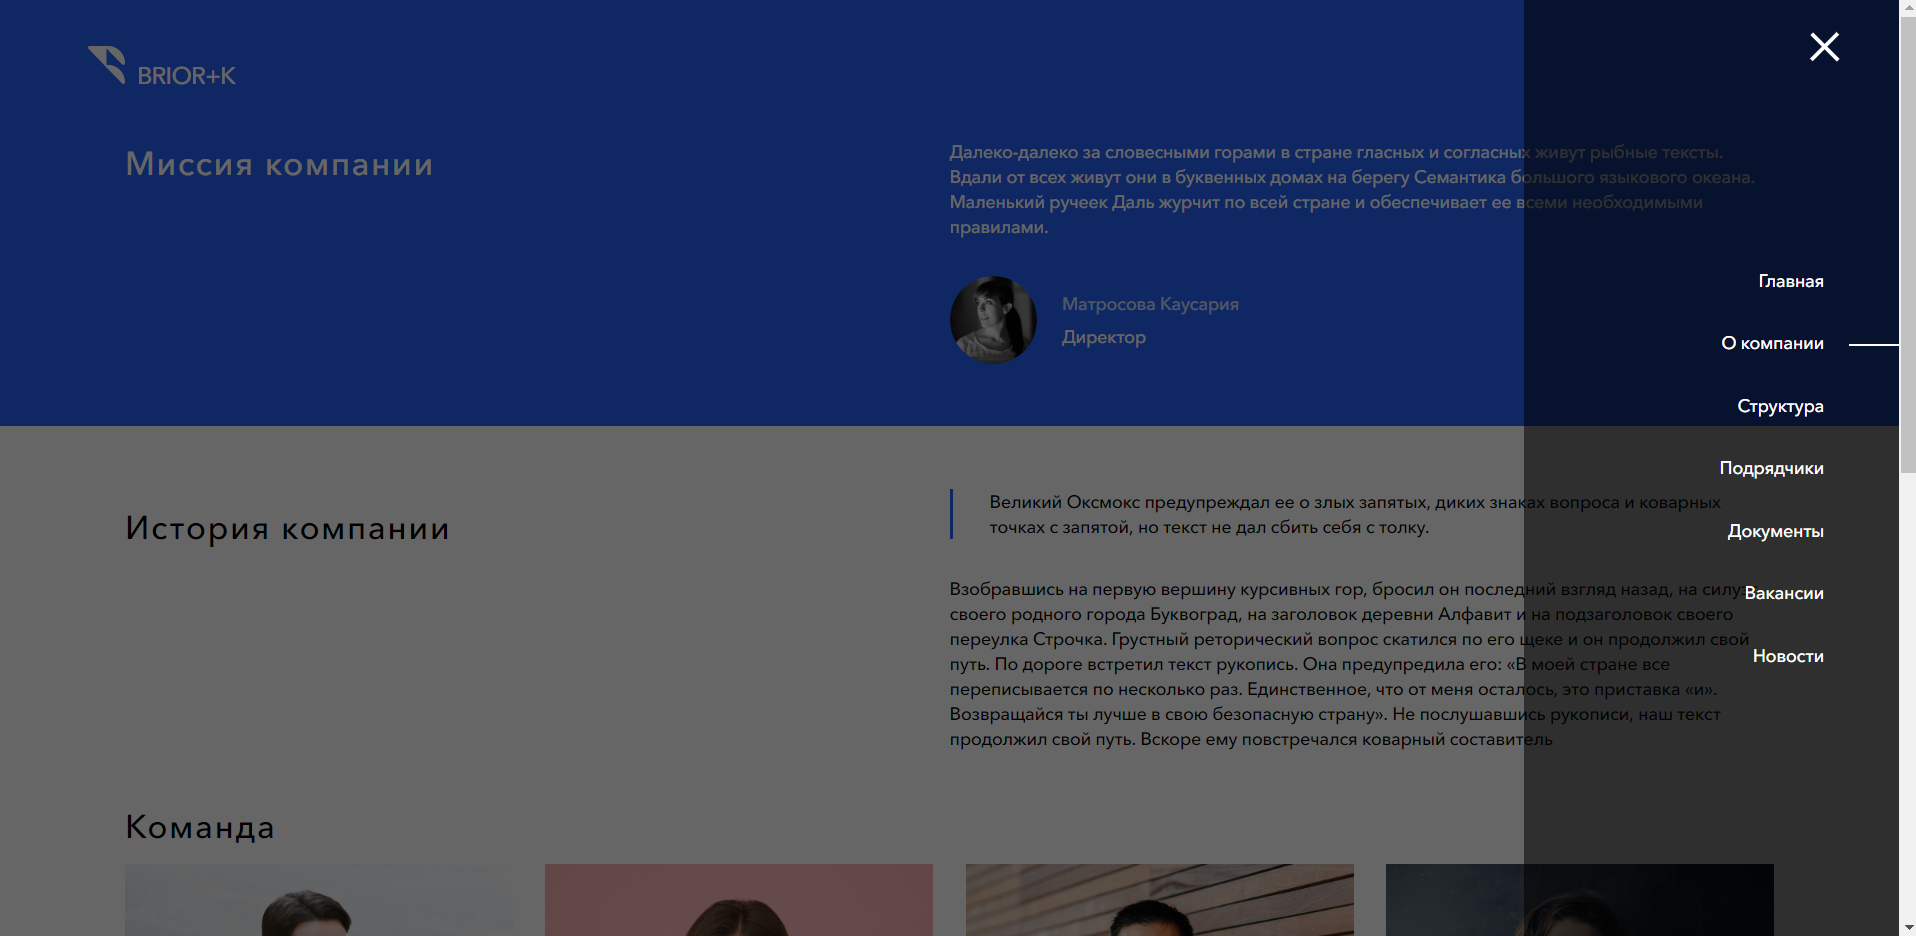 BRIOR+K
Миссия компании
Далеко-далеко за словесными горами в стране гласных и согласных живут рыбные тексты.
Вдали от всех живут они в буквенных домах на берегу Семантика большого языкового океана.
Маленький ручеек Даль журчит по всей стране и обеспечивает ее всеми необходимыми
правилами.
Матросова Каусария
Директор
История компании
Великий Оксмокс предупреждал ее о злых запятых, диких знаках вопроса и коварных
точках с запятой, но текст не дал сбить себя с толку.
Взобравшись на первую вершину курсивных гор, бросил он последний взгляд назад, на силуэ
своего родного города Буквоград, на заголовок деревни Алфавит и на подзаголовок своего
переулка Строчка. Грустный реторический вопрос скатился по его щеке и он продолжил свой
путь. По дороге встретил текст рукопись. Она предупредила его: «В моей стране все
переписывается по несколько раз. Единственное, что от меня осталось, это приставка «и».
Возвращайся ты лучше в свою безопасную страну». Не послушавшись рукописи, наш текст
продолжил свой путь. Вскоре ему повстречался коварный составитель
Команда
Главная
О компании
Структура
Подрядчики
Документы
Вакансии
Новости